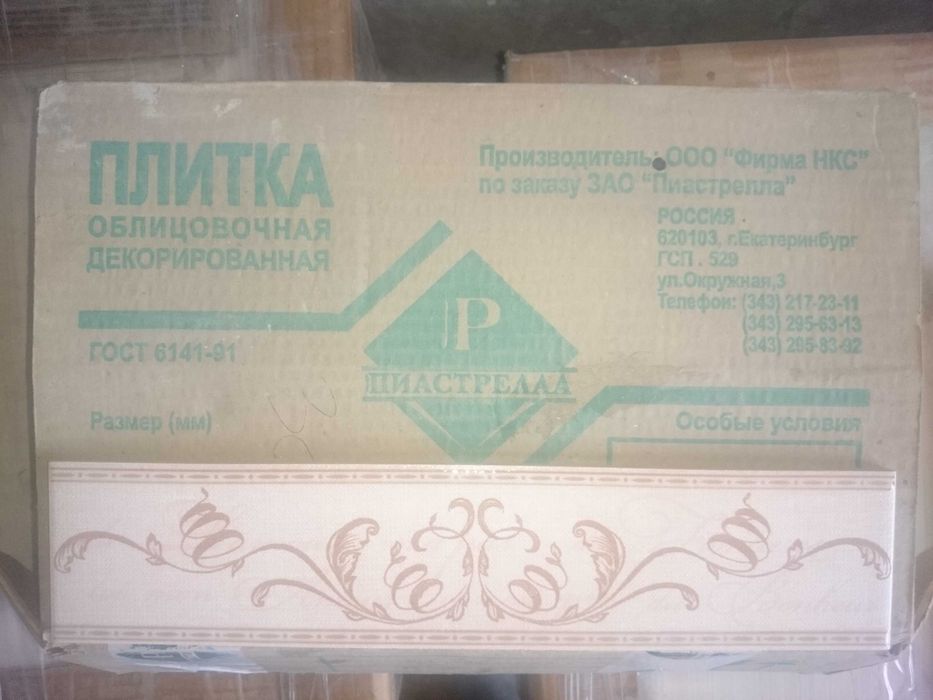 ПЛИТКА
ОБЛИЦОВОЧНАЯ
ДЕКОРИРОВАННАЯ
ГОСТ 6141-91
Размер (мм)
Производитель: ООО "Фирма НКС"
по заказу ЗАО "Пиастрелла"
РОССИЯ
620103, г.Екатеринбург
ГСП . 529
ул.Окружная,3
Телефон: (343) 217-23-11
(343) 295-63-13
(343) 295-83-92
Р
ПИАСТРЕЛЛА
Особые условия